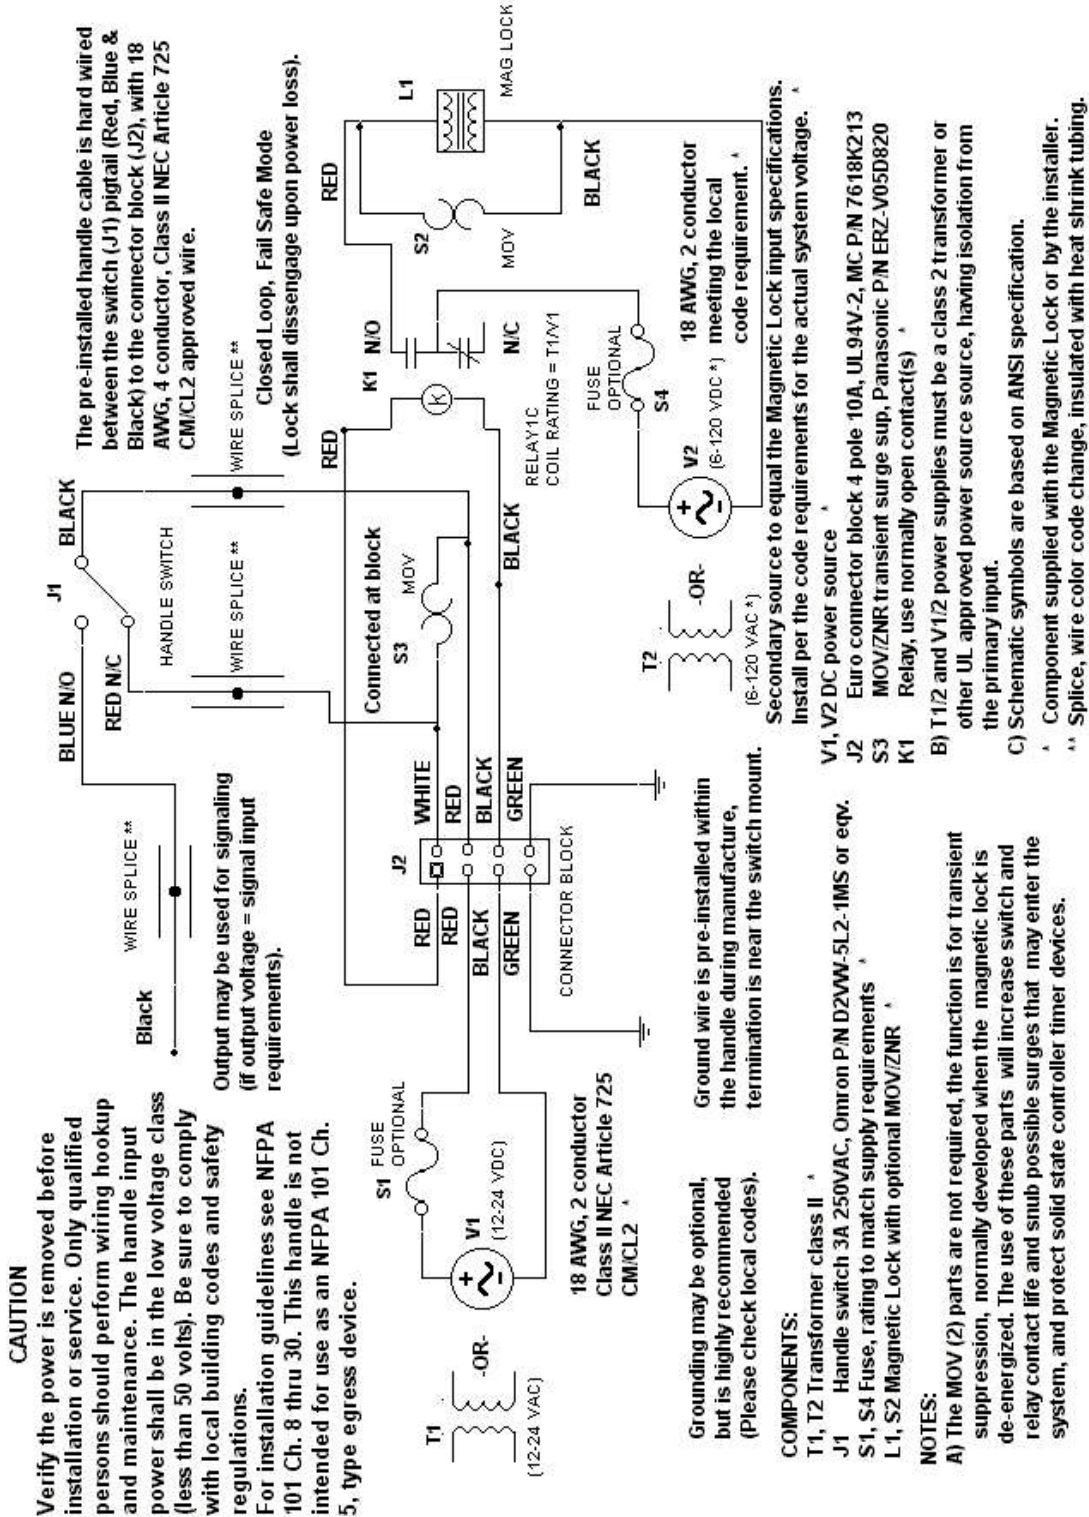 CAUTION
Verify the power is removed before
installation or service. Only qualified
persons should perform wiring hookup
and maintenance. The handle input
power shall be in the low voltage class
(less than 50 volts). Be sure to comply
with local building codes and safety
regulations.
For installation guidelines see NFPA
101 Ch. 8 thru 30. This handle is not
intended for use as an NFPA 101 Ch.
5, type egress device.
WIRE SPLICE **
Black
Output may be used for signaling
(if output voltage = signal input
requirements).
BLUE N/O
J1
BLACK
RED N/C
HANDLE SWITCH
WIRE SPLICE **
WIRE SPLICE **
The pre-installed handle cable is hard wired
between the switch (J1) pigtail (Red, Blue &
Black) to the connector block (J2), with 18
AWG, 4 conductor, Class II NEC Article 725
CM/CL2 approved wire.
Closed Loop, Fail Safe Mode
(Lock shall dissengage upon power loss).
Connected at block
S3
MOV
RED
RED
K1
N/O
K
N/C
RELAY1C
COIL RATING = T1/V1
BLACK
S2
MOV
L1
MAG LOCK
BLACK
J2
RED
RED
BLACK
GREEN
WHITE
RED
BLACK
GREEN
CONNECTOR BLOCK
S1
FUSE
OPTIONAL
T1
(12-24 VAC)
-OR-
V1
(12-24 VDC)
18 AWG, 2 conductor
Class II NEC Article 725
CM/CL2 *
FUSE
OPTIONAL
S4
18 AWG, 2 conductor
meeting the local
code requirement. *
T2
(6-120 VAC *)
-OR-
V2
(6-120 VDC *)
Grounding may be optional,
but is highly recommended
(Please check local codes).
Ground wire is pre-installed within
the handle during manufacture,
termination is near the switch mount.
Secondary source to equal the Magnetic Lock input specifications.
Install per the code requirements for the actual system voltage. *
COMPONENTS:
T1, T2 Transformer class II *
J1 Handle switch 3A 250VAC, Omron P/N D2VW-5L2-1MS or eqv.
S1, S4 Fuse, rating to match supply requirements *
L1, S2 Magnetic Lock with optional MOV/ZNR *
V1, V2 DC power source *
J2 Euro connector block 4 pole 10A, UL94V-2, MC P/N 7618K213
S3 MOV/ZNR transient surge sup, Panasonic P/N ERZ-V05D820
K1 Relay, use normally open contact(s) *
NOTES:
A) The MOV (2) parts are not required, the function is for transient
suppression, normally developed when the magnetic lock is
de-energized. The use of these parts will increase switch and
relay contact life and snub possible surges that may enter the
system, and protect solid state controller timer devices.
B) T1/2 and V1/2 power supplies must be a class 2 transformer or
other UL approved power source source, having isolation from
the primary input.
C) Schematic symbols are based on ANSI specification.
* Component supplied with the Magnetic Lock or by the installer.
** Splice, wire color code change, insulated with heat shrink tubing.